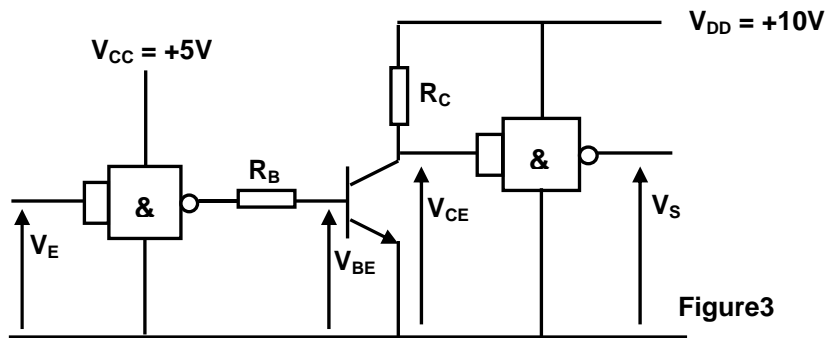 V_DD = +10V
V_CC = +5V
R_C
R_B
&
&
V_E
V_BE
V_CE
V_S
Figure3